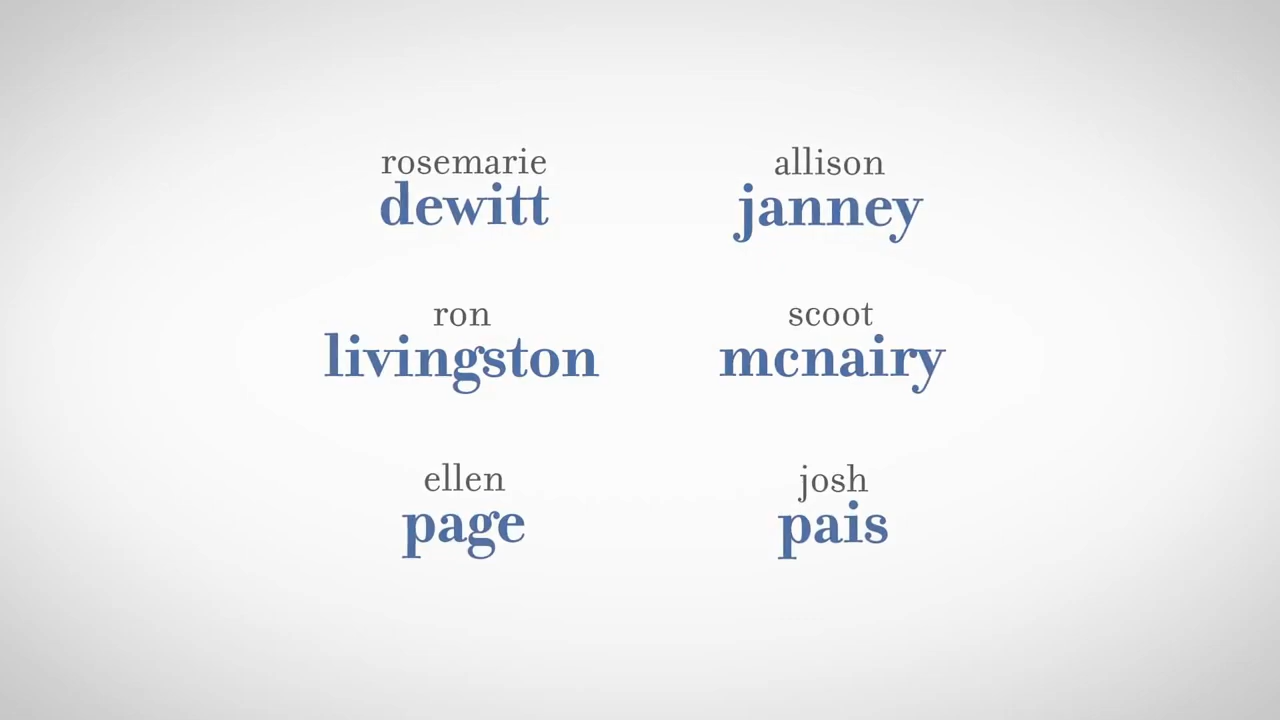 rosemarie
dewitt
allison
janney
ron
livingston
scoot
mcnairy
ellen
page
josh
pais